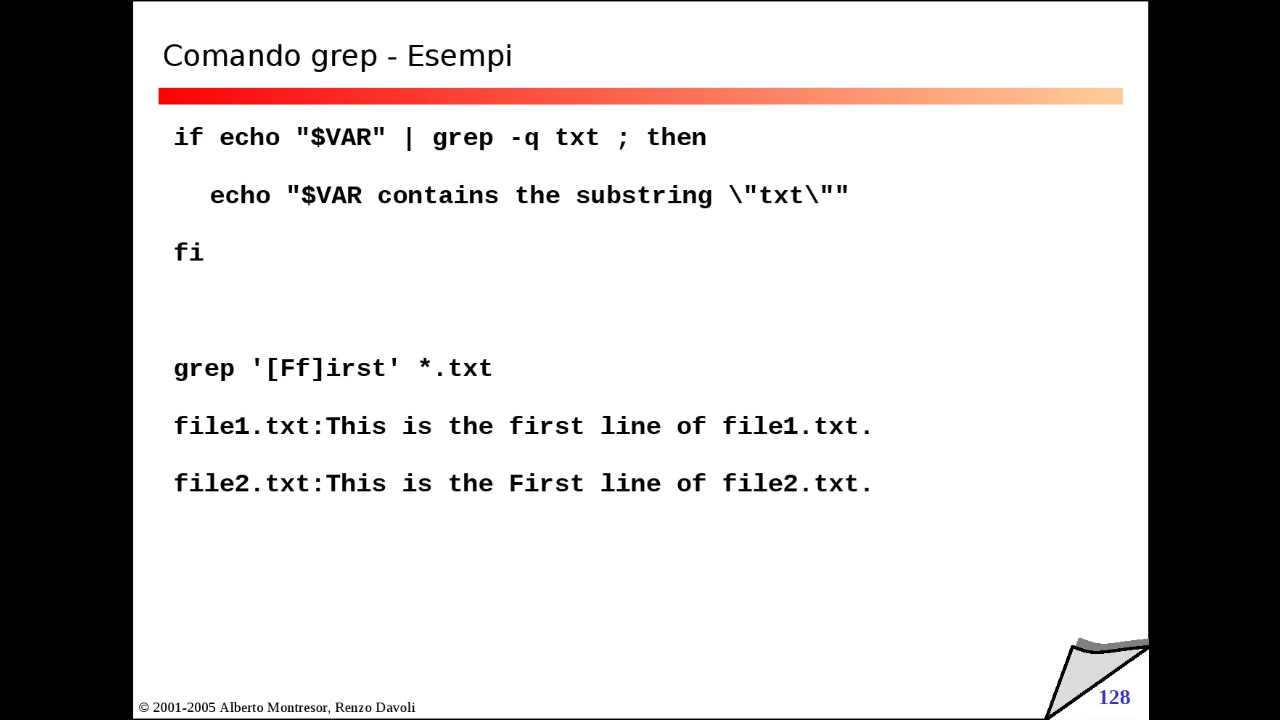 Comando grep - Esempi
if echo "$VAR" | grep -q txt ; then
echo "$VAR contains the substring \"txt\""
fi
grep '[Ff]irst' *.txt
file1.txt:This is the first line of file1.txt.
file2.txt:This is the First line of file2.txt.
© 2001-2005 Alberto Montresor, Renzo Davoli
128